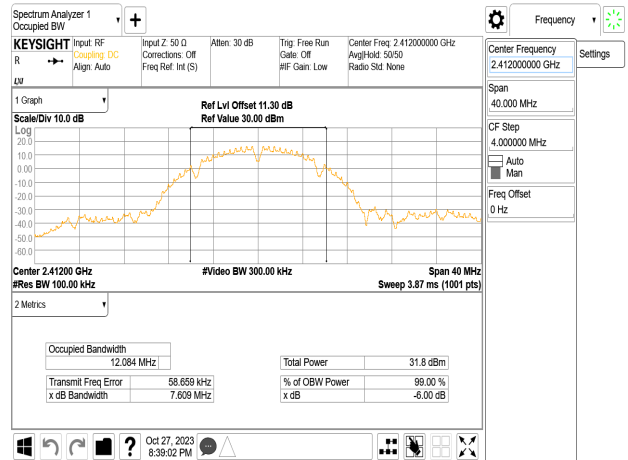 Spectrum Analyzer 1
Occupied BW
Frequency
KEYSIGHT Input: RF Input Z: 50 Ω Atten: 30 dB Trig: Free Run Center Freq: 2.412000000 GHz
R Coupling: DC Corrections: Off Gate: Off Avg|Hold: 50/50
Align: Auto Freq Ref: Int (S) #IF Gain: Low Radio Std: None
LXI
Center Frequency
2.412000000 GHz
Settings
Span
40.000 MHz
CF Step
4.000000 MHz
Auto
Man
Freq Offset
0 Hz
1 Graph
Ref Lvl Offset 11.30 dB
Scale/Div 10.0 dB Ref Value 30.00 dBm
Log
20.0
10.0
0.00
-10.0
-20.0
-30.0
-40.0
-50.0
-60.0
Center 2.41200 GHz #Video BW 300.00 kHz Span 40 MHz
#Res BW 100.00 kHz Sweep 3.87 ms (1001 pts)
2 Metrics
Occupied Bandwidth
12.084 MHz Total Power 31.8 dBm
Transmit Freq Error 58.659 kHz % of OBW Power 99.00 %
x dB Bandwidth 7.609 MHz x dB -6.00 dB
Oct 27, 2023
8:39:02 PM